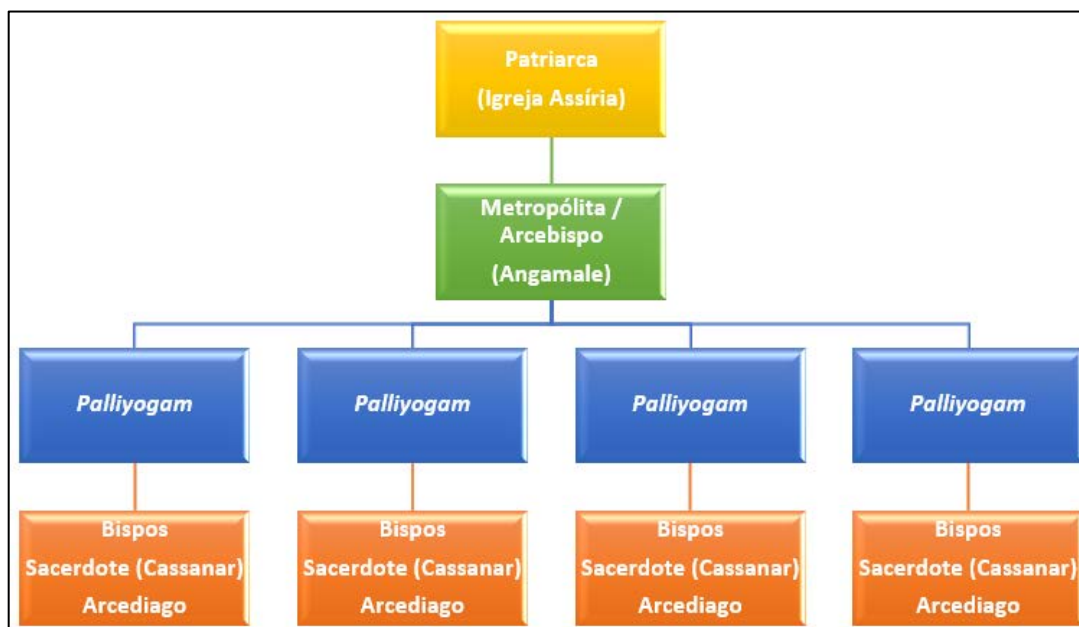 Patriarca
(Igreja Assíria)
Metropólita /
Arcebispo
(Angamale)
Palliyogam
Palliyogam
Palliyogam
Palliyogam
Bispos
Sacerdote (Cassanar)
Arcediago
Bispos
Sacerdote (Cassanar)
Arcediago
Bispos
Sacerdote (Cassanar)
Arcediago
Bispos
Sacerdote (Cassanar)
Arcediago